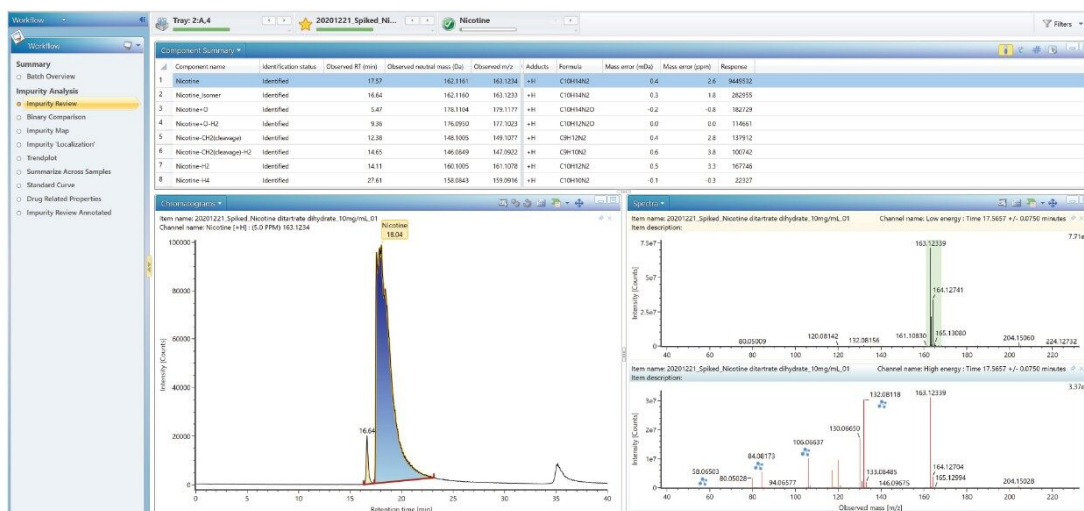 Workflow
Tray: 2:A,4
20201221_Spiked_Ni...
Nicotine
Filters
Workflow
Summary
Batch Overview
Impurity Analysis
Impurity Review
Binary Comparison
Impurity Map
Impurity 'Localization'
Trendplot
Summarize Across Samples
Standard Curve
Drug Related Properties
Impurity Review Annotated
Component Summary
Component name Identification status Observed RT (min) Observed neutral mass (Da) Observed m/z Adducts Formula Mass error (mDa) Mass error (ppm) Response
1 Nicotine Identified 17.57 162.1161 163.1234 +H C10H14N2 0.4 2.6 9449532
2 Nicotine_Isomer Identified 16.64 162.1160 163.1233 +H C10H14N2 0.3 1.8 282955
3 Nicotine+O Identified 5.47 178.1104 179.1177 +H C10H14N2O -0.2 -0.8 182729
4 Nicotine+O-H2 Identified 9.36 176.0950 177.1023 +H C10H12N2O 0.0 0.0 114661
5 Nicotine-CH2(cleavage) Identified 12.38 148.1005 149.1077 +H C9H12N2 0.4 2.8 137912
6 Nicotine-CH2(cleavage)-H2 Identified 14.65 146.0849 147.0922 +H C9H10N2 0.6 3.8 100742
7 Nicotine-H2 Identified 14.11 160.1005 161.1078 +H C10H12N2 0.5 3.3 167746
8 Nicotine-H4 Identified 27.61 158.0843 159.0916 +H C10H10N2 -0.1 -0.3 22327
Chromatograms
Item name: 20201221_Spiked_Nicotine ditartrate dihydrate_10mg/mL_01
Channel name: Nicotine [+H] : (5.0 PPM) 163.1234
Nicotine
18.04
100000
80000
60000
40000
20000
0
Intensity [Counts]
16.64
0 5 10 15 20 25 30 35 40
Retention time [min]
Spectra
Item name: 20201221_Spiked_Nicotine ditartrate dihydrate_10mg/mL_01 Channel name: Low energy : Time 17.5657 +/- 0.0750 minutes
Item description:
7.71e
7.5e7
5e7
2.5e7
0
Intensity [Counts]
163.12339
164.12741
80.05009 120.08142 132.08156 161.10830 165.13080 204.15060 224.12732
40 60 80 100 120 140 160 180 200 220
Item name: 20201221_Spiked_Nicotine ditartrate dihydrate_10mg/mL_01 Channel name: High energy : Time 17.5657 +/- 0.0750 minutes
Item description:
3.37e
3e7
2e7
1e7
0
Intensity [Counts]
132.08118 163.12339
130.06650
106.06637
84.08173
58.06503 80.05028 94.06577 133.08485 146.09675 164.12704 165.12994 204.15028
40 60 80 100 120 140 160 180 200 220
Observed mass [m/z]